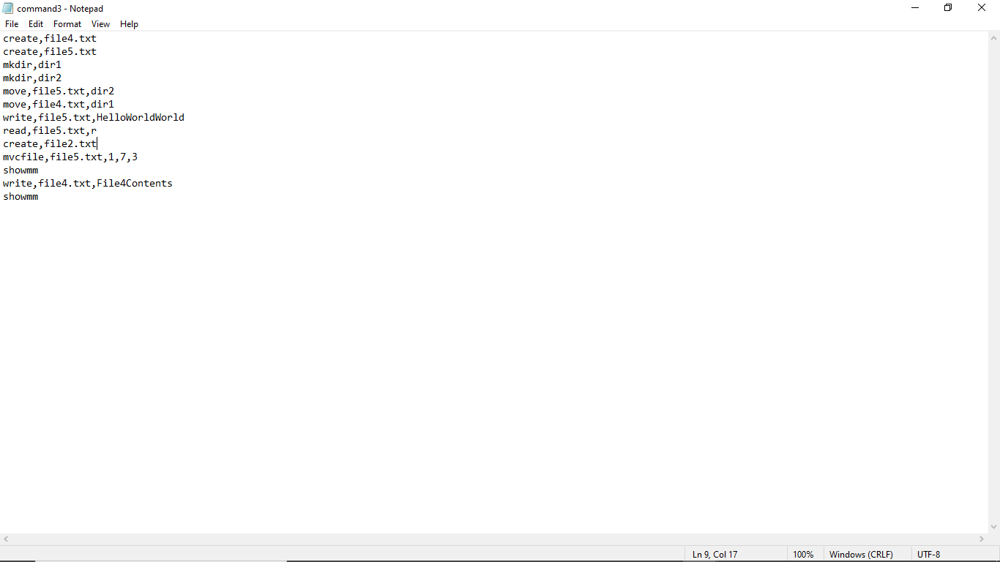 command3 - Notepad
File Edit Format View Help
create,file4.txt
create,file5.txt
mkdir,dir1
mkdir,dir2
move,file5.txt,dir2
move,file4.txt,dir1
write,file5.txt,HelloWorldWorld
read,file5.txt,r
create,file2.txt
mvcfile,file5.txt,1,7,3
showmm
write,file4.txt,File4Contents
showmm
Ln 9, Col 17 100% Windows (CRLF) UTF-8